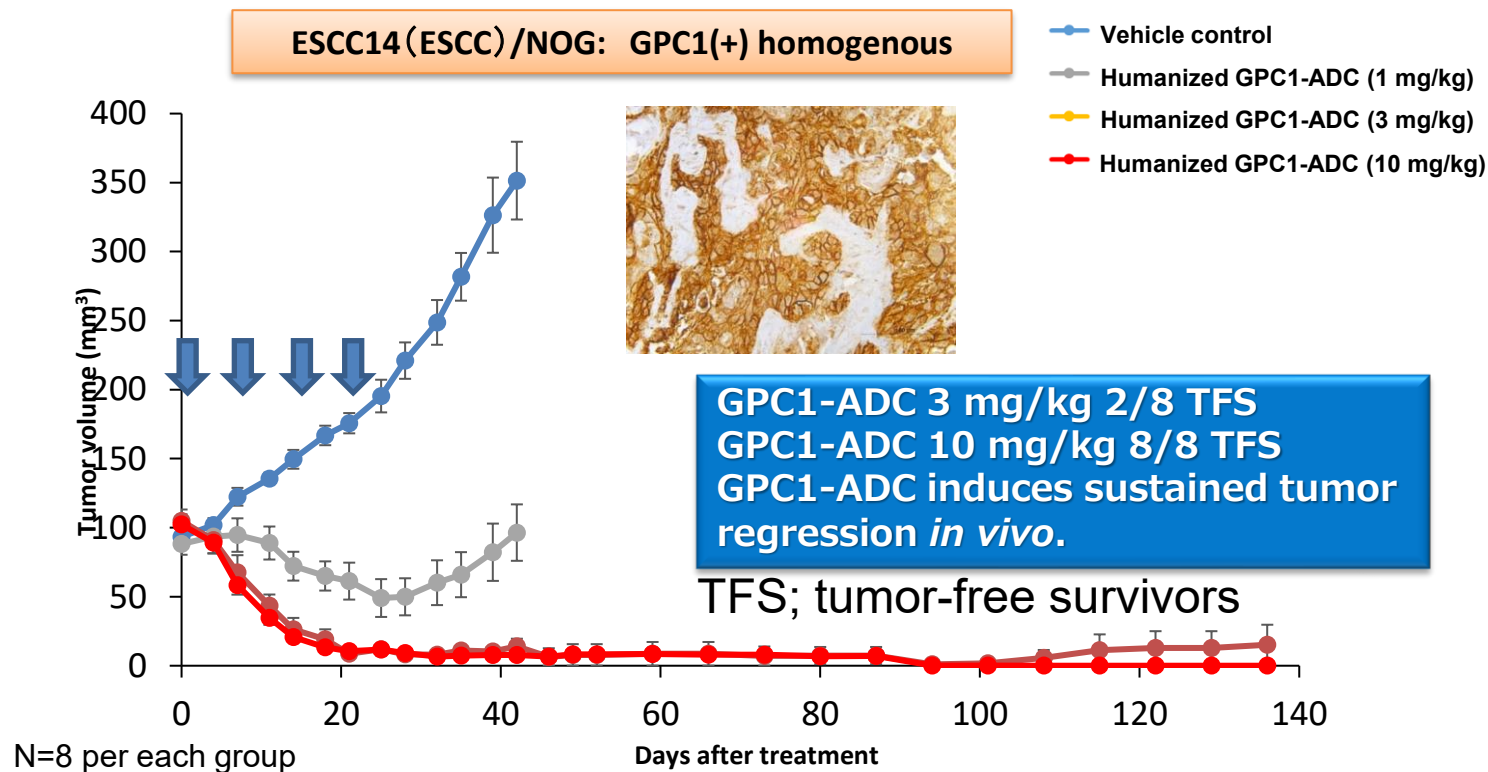 ESCC14（ESCC）/NOG: GPC1(+) homogenous
Vehicle control
Humanized GPC1-ADC (1 mg/kg)
Humanized GPC1-ADC (3 mg/kg)
Humanized GPC1-ADC (10 mg/kg)
Tumor volume (mm³)
400
350
300
250
200
150
100
50
0
GPC1-ADC 3 mg/kg 2/8 TFS
GPC1-ADC 10 mg/kg 8/8 TFS
GPC1-ADC induces sustained tumor
regression in vivo.
TFS; tumor-free survivors
0 20 40 60 80 100 120 140
N=8 per each group
Days after treatment